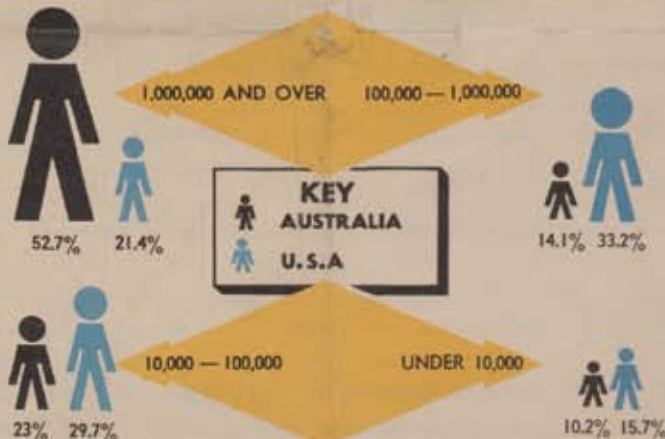 1,000,000 AND OVER
100,000 — 1,000,000
52.7% 21.4%
KEY
AUSTRALIA
U.S.A
14.1% 33.2%
10,000 — 100,000
UNDER 10,000
23% 29.7%
10.2% 15.7%